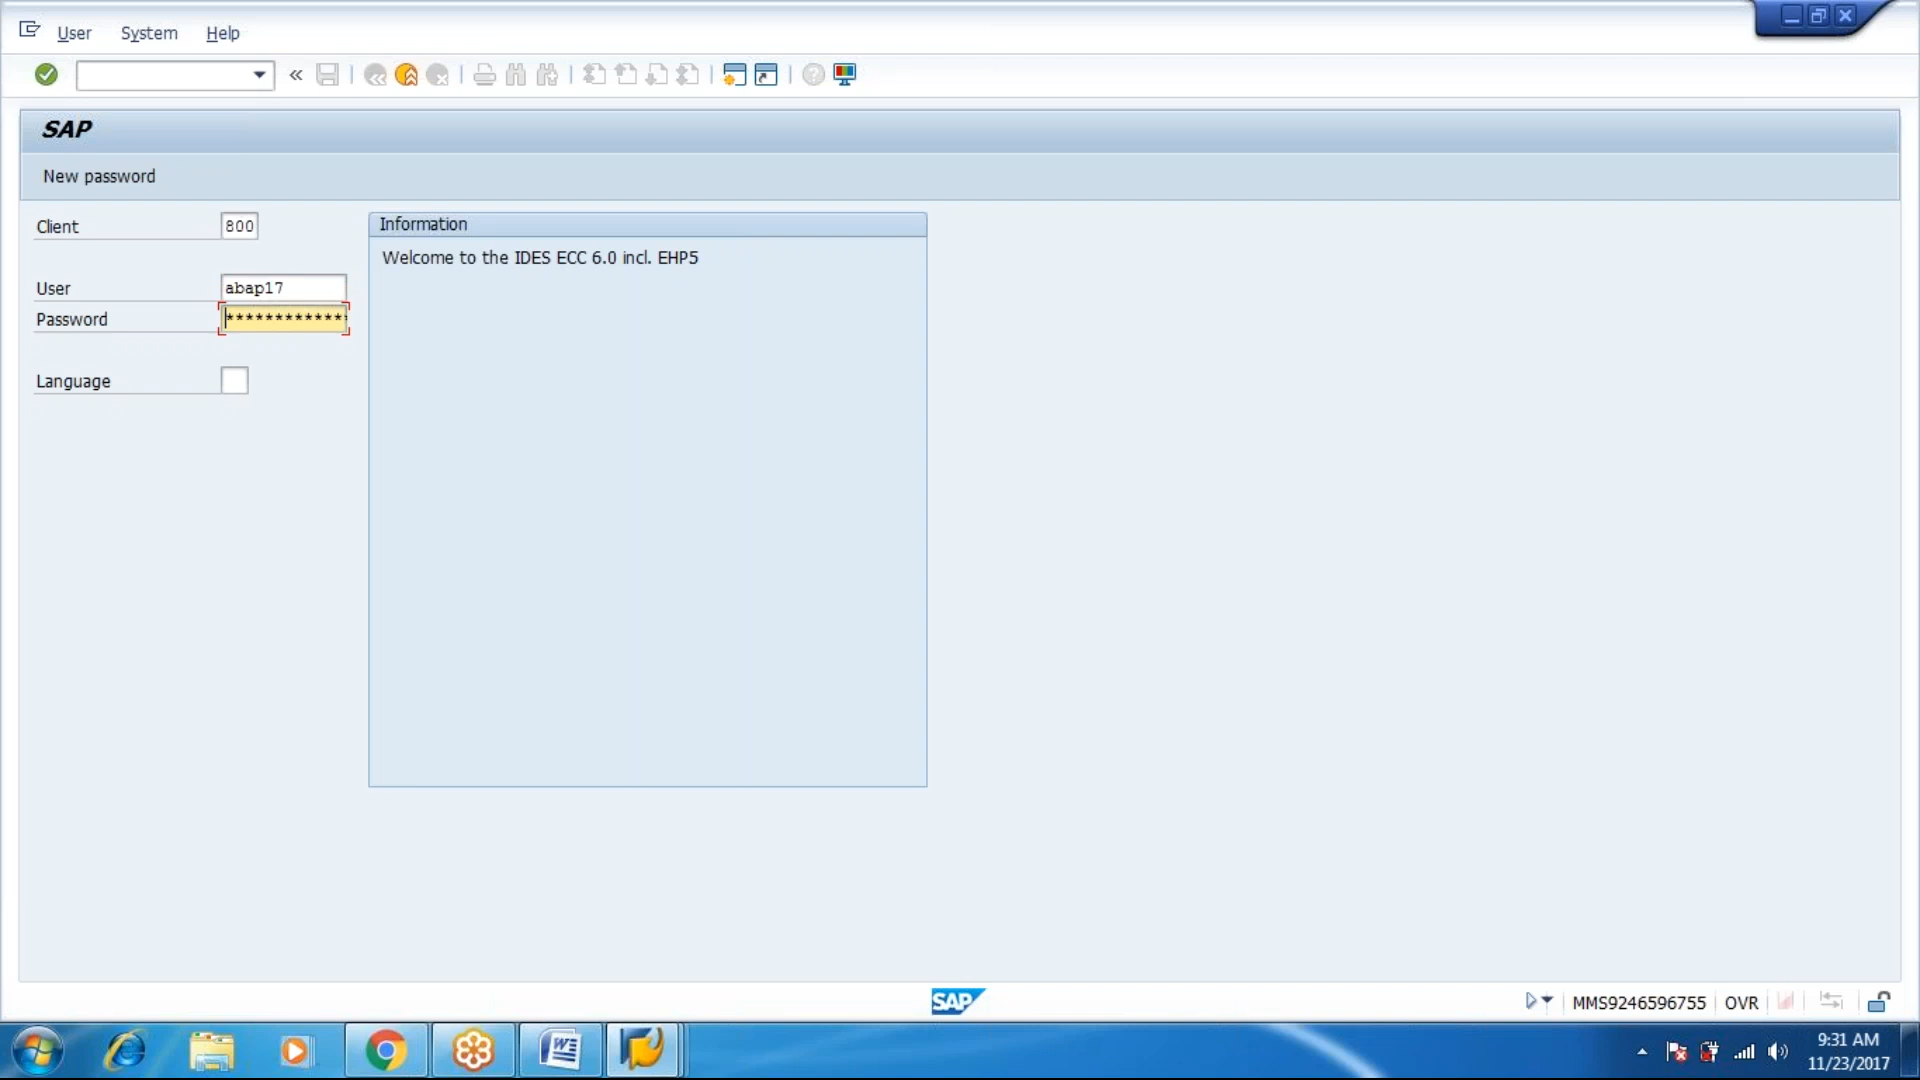 User System Help
SAP
New password
Client 800
Information
Welcome to the IDES ECC 6.0 incl. EHP5
User abap17
Password ************
Language
SAP
MMS9246596755 OVR
9:31 AM
11/23/2017